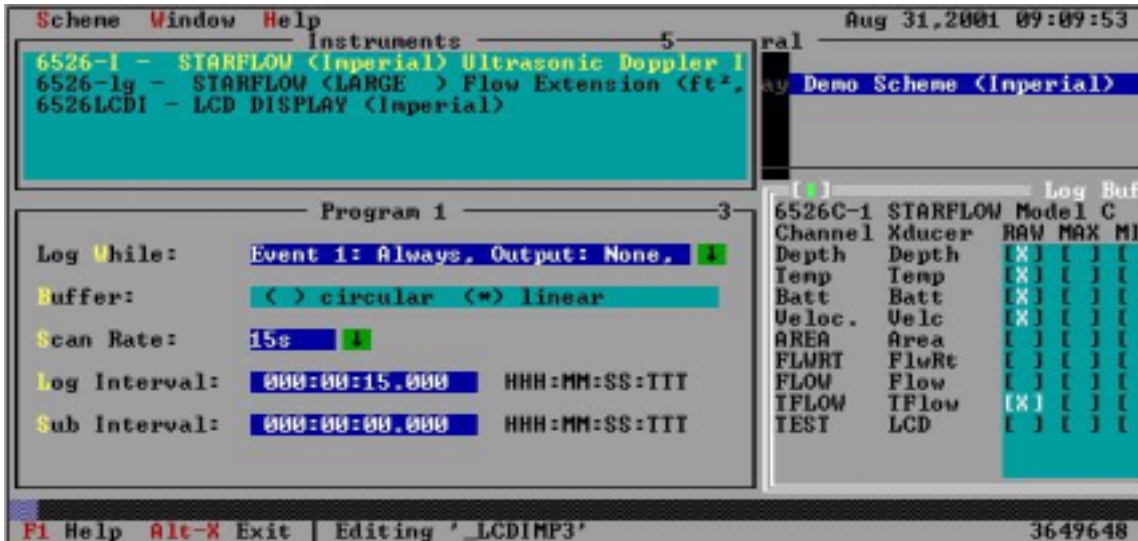 Scheme Window Help Aug 31,2001 09:09:53
Instruments 5
6526-I - STARFLOW (Imperial) Ultrasonic Doppler I
6526-lg - STARFLOW (LARGE ) Flow Extension (ft²,
6526LCDI - LCD DISPLAY (Imperial)
ral
ay Demo Scheme (Imperial)
Program 1 3
Log While: Event 1: Always, Output: None,
Buffer: ( ) circular (*) linear
Scan Rate: 15s
Log Interval: 000:00:15.000 HHH:MM:SS:TTT
Sub Interval: 000:00:00.000 HHH:MM:SS:TTT
Log Buf
6526C-1 STARFLOW Model C
Channel Xducer RAW MAX MI
Depth Depth [X] [ ] [
Temp Temp [X] [ ] [
Batt Batt [X] [ ] [
Veloc. Velc [X] [ ] [
AREA Area [ ] [ ] [
FLWRT FlwRt [ ] [ ] [
FLOW Flow [ ] [ ] [
TFLOW TFlow [X] [ ] [
TEST LCD [ ] [ ] [
F1 Help Alt-X Exit | Editing '_LCDIMP3' 3649648